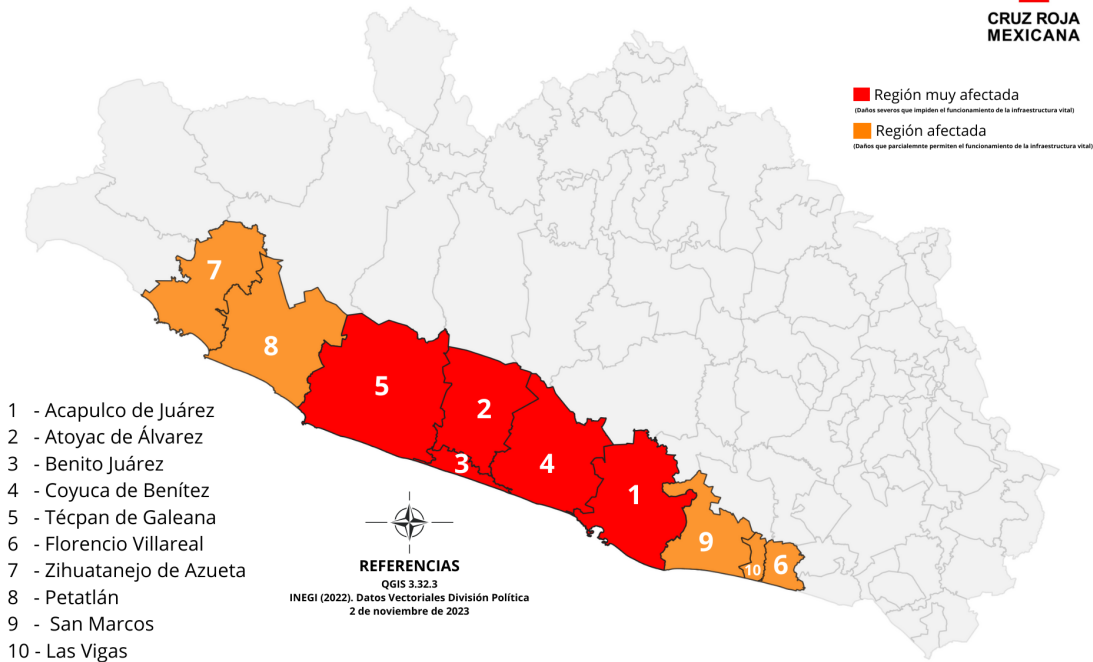 CRUZ ROJA
MEXICANA
Región muy afectada
(Daños severos que impiden el funcionamiento de la infraestructura vital)
Región afectada
(Daños que parcialemnte permiten el funcionamiento de la infraestructura vital)
7
8
5
2
3
4
1
9
10
6
1 - Acapulco de Juárez
2 - Atoyac de Álvarez
3 - Benito Juárez
4 - Coyuca de Benítez
5 - Técpan de Galeana
6 - Florencio Villareal
7 - Zihuatanejo de Azueta
8 - Petatlán
9 - San Marcos
10 - Las Vigas
REFERENCIAS
QGIS 3.32.3
INEGI (2022). Datos Vectoriales División Política
2 de noviembre de 2023